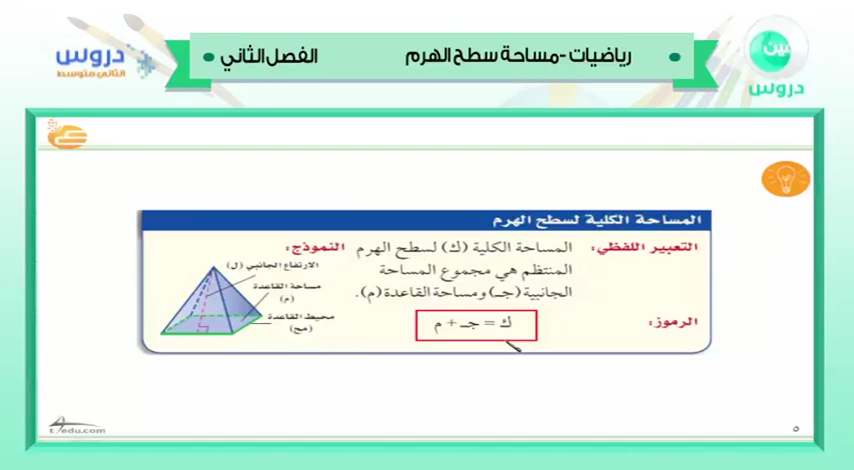 رياضيات - مساحة سطح الهرم
الفصل الثاني
دروس
الثاني متوسط
عين
دروس
المساحة الكلية لسطح الهرم
التعبير اللفظي: المساحة الكلية (ك) لسطح الهرم
المنتظم هي مجموع المساحة
الجانبية (جـ) ومساحة القاعدة (م).
الرموز: ك = جـ + م
النموذج:
الارتفاع الجانبي (ل)
مساحة القاعدة
(م)
محيط القاعدة
(مح)
t4edu.com
٥